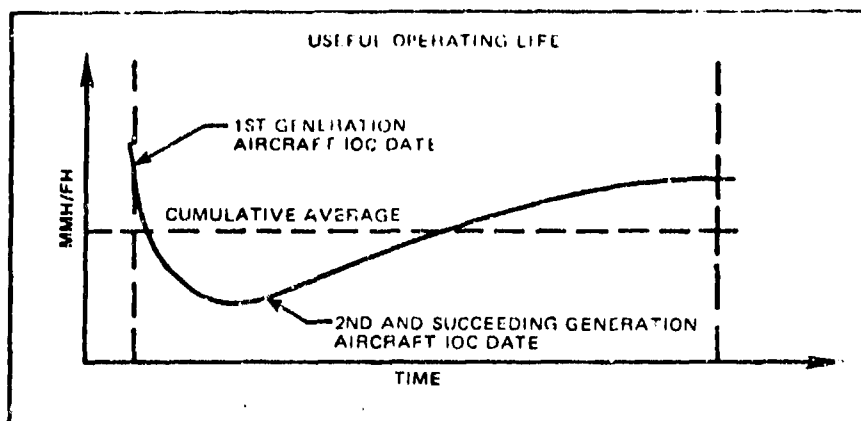 USEFUL OPERATING LIFE
1ST GENERATION
AIRCRAFT IOC DATE
MMH/FH
CUMULATIVE AVERAGE
2ND AND SUCCEEDING GENERATION
AIRCRAFT IOC DATE
TIME